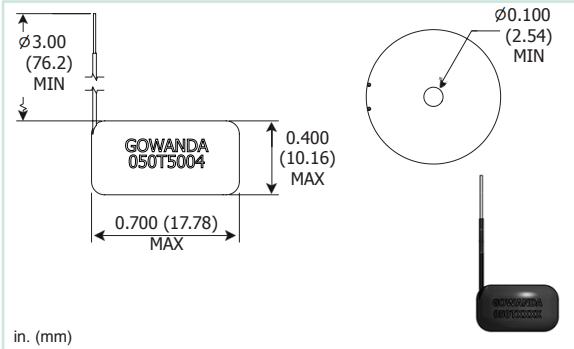 Ø3.00
(76.2)
MIN
GOWANDA
050T5004
0.400
(10.16)
MAX
0.700 (17.78)
MAX
Ø0.100
(2.54)
MIN
GOWANDA
050TXXXX
in. (mm)